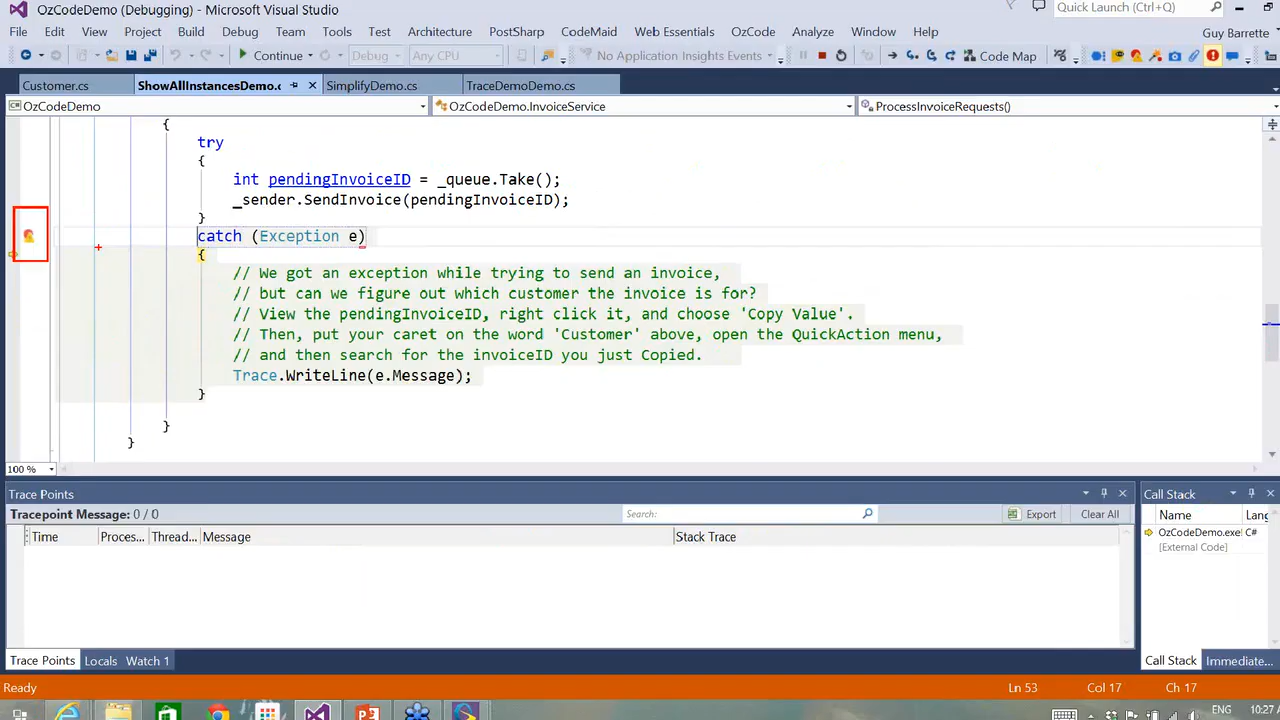 OzCodeDemo (Debugging) - Microsoft Visual Studio
Quick Launch (Ctrl+Q)
File Edit View Project Build Debug Team Tools Test Architecture PostSharp CodeMaid Web Essentials OzCode Analyze Window Help
Guy Barrette
Continue Debug Any CPU No Application Insights Events Code Map
Customer.cs ShowAllInstancesDemo.c SimplifyDemo.cs TraceDemoDemo.cs
OzCodeDemo OzCodeDemo.InvoiceService ProcessInvoiceRequests()
{
try
{
int pendingInvoiceID = _queue.Take();
_sender.SendInvoice(pendingInvoiceID);
}
catch (Exception e)
{
// We got an exception while trying to send an invoice,
// but can we figure out which customer the invoice is for?
// View the pendingInvoiceID, right click it, and choose 'Copy Value'.
// Then, put your caret on the word 'Customer' above, open the QuickAction menu,
// and then search for the invoiceID you just Copied.
Trace.WriteLine(e.Message);
}
}
}
100 %
Trace Points
Tracepoint Message: 0 / 0 Search: Export Clear All
Time Proces... Thread... Message Stack Trace
Trace Points Locals Watch 1
Call Stack
Name Lang
OzCodeDemo.exe! C#
[External Code]
Call Stack Immediate...
Ready Ln 53 Col 17 Ch 17
ENG 10:27 A